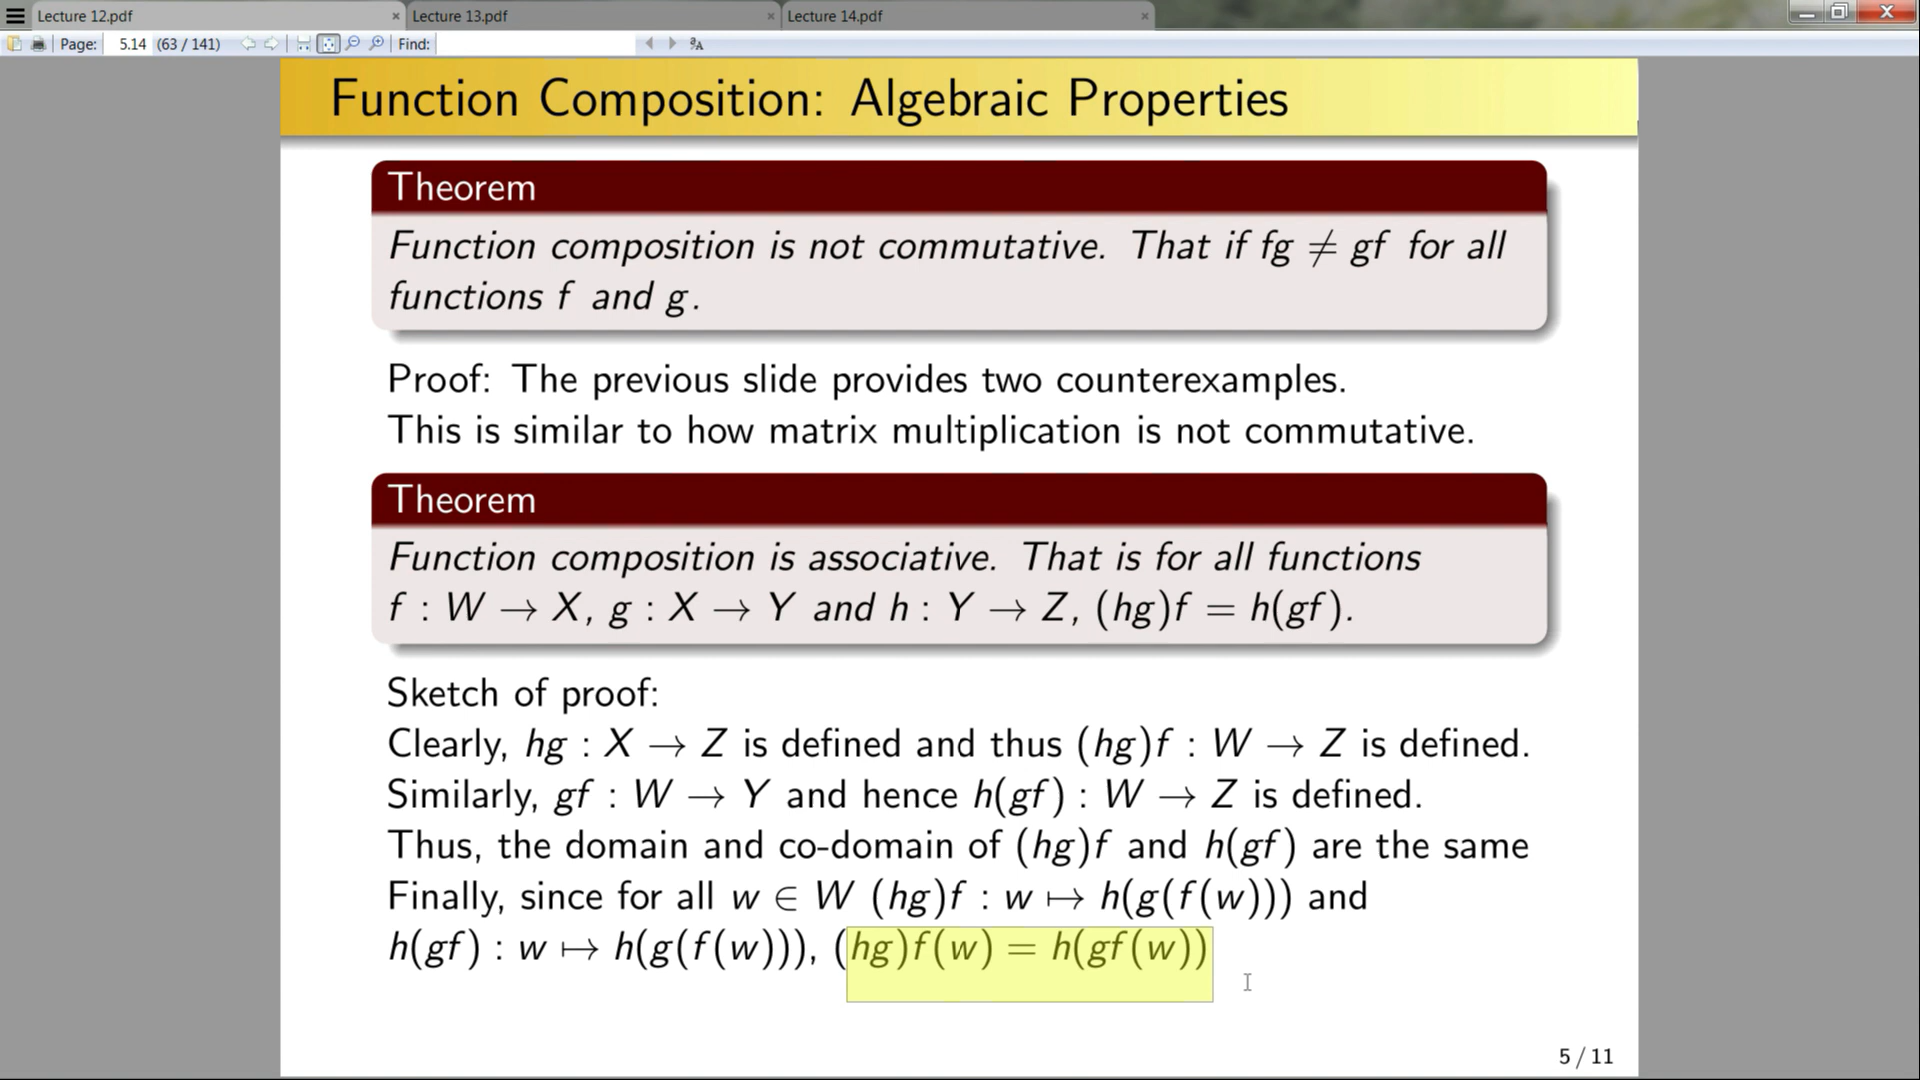 Lecture 12.pdf × Lecture 13.pdf × Lecture 14.pdf ×
Page: 5.14 (63 / 141) Find:
Function Composition: Algebraic Properties
Theorem
Function composition is not commutative. That if fg ≠ gf for all
functions f and g.
Proof: The previous slide provides two counterexamples.
This is similar to how matrix multiplication is not commutative.
Theorem
Function composition is associative. That is for all functions
f : W → X, g : X → Y and h : Y → Z, (hg)f = h(gf).
Sketch of proof:
Clearly, hg : X → Z is defined and thus (hg)f : W → Z is defined.
Similarly, gf : W → Y and hence h(gf) : W → Z is defined.
Thus, the domain and co-domain of (hg)f and h(gf) are the same
Finally, since for all w ∈ W (hg)f : w ↦ h(g(f(w))) and
h(gf) : w ↦ h(g(f(w))), (hg)f(w) = h(gf(w))
5 / 11